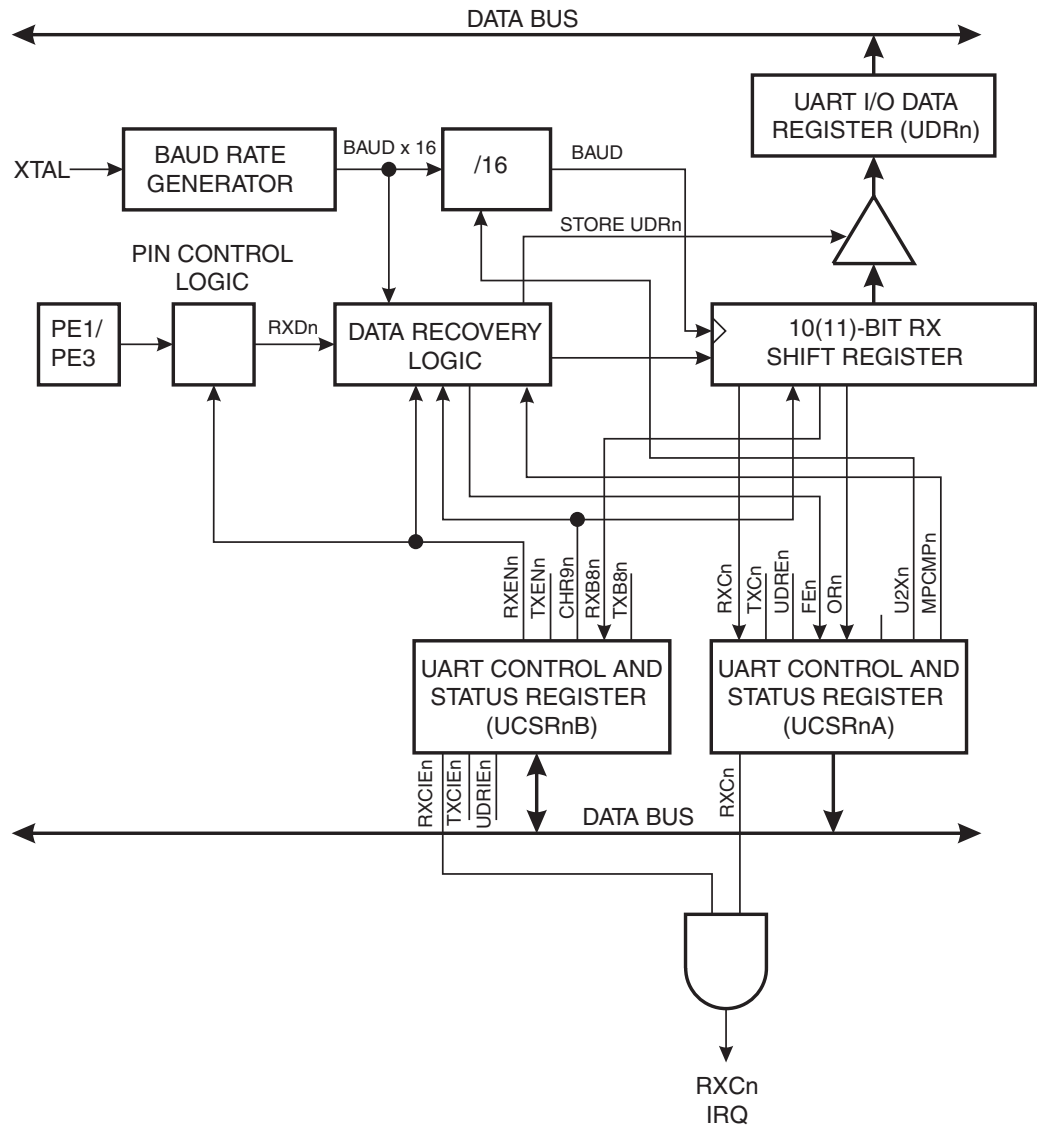 DATA BUS
UART I/O DATA
REGISTER (UDRn)
XTAL
BAUD RATE
GENERATOR
BAUD x 16
/16
BAUD
STORE UDRn
PIN CONTROL
LOGIC
PE1/
PE3
RXDn
DATA RECOVERY
LOGIC
10(11)-BIT RX
SHIFT REGISTER
RXENn
TXENn
CHR9n
RXB8n
TXB8n
RXCn
TXCn
UDREn
FEn
ORn
U2Xn
MPCMPn
UART CONTROL AND
STATUS REGISTER
(UCSRnB)
UART CONTROL AND
STATUS REGISTER
(UCSRnA)
RXCIEn
TXCIEn
UDRIEn
RXCn
DATA BUS
RXCn
IRQ